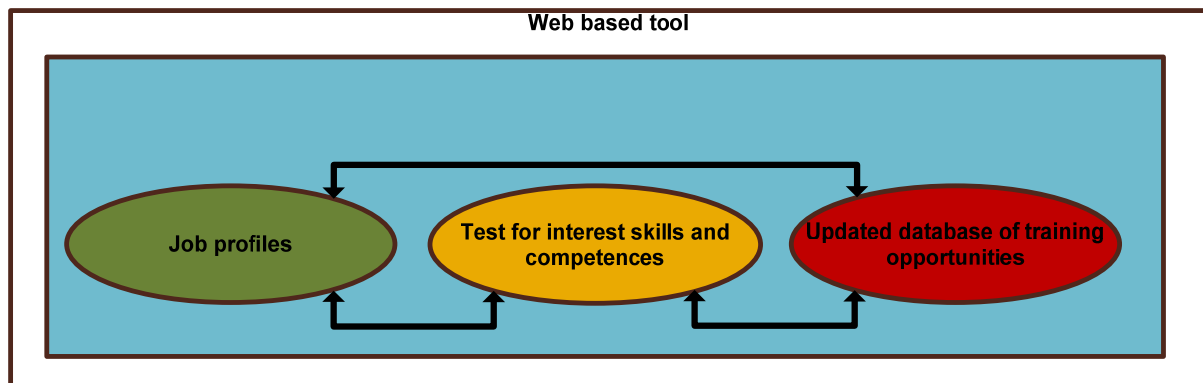 Web based tool
Job profiles
Test for interest skills and
competences
Updated database of training
opportunities